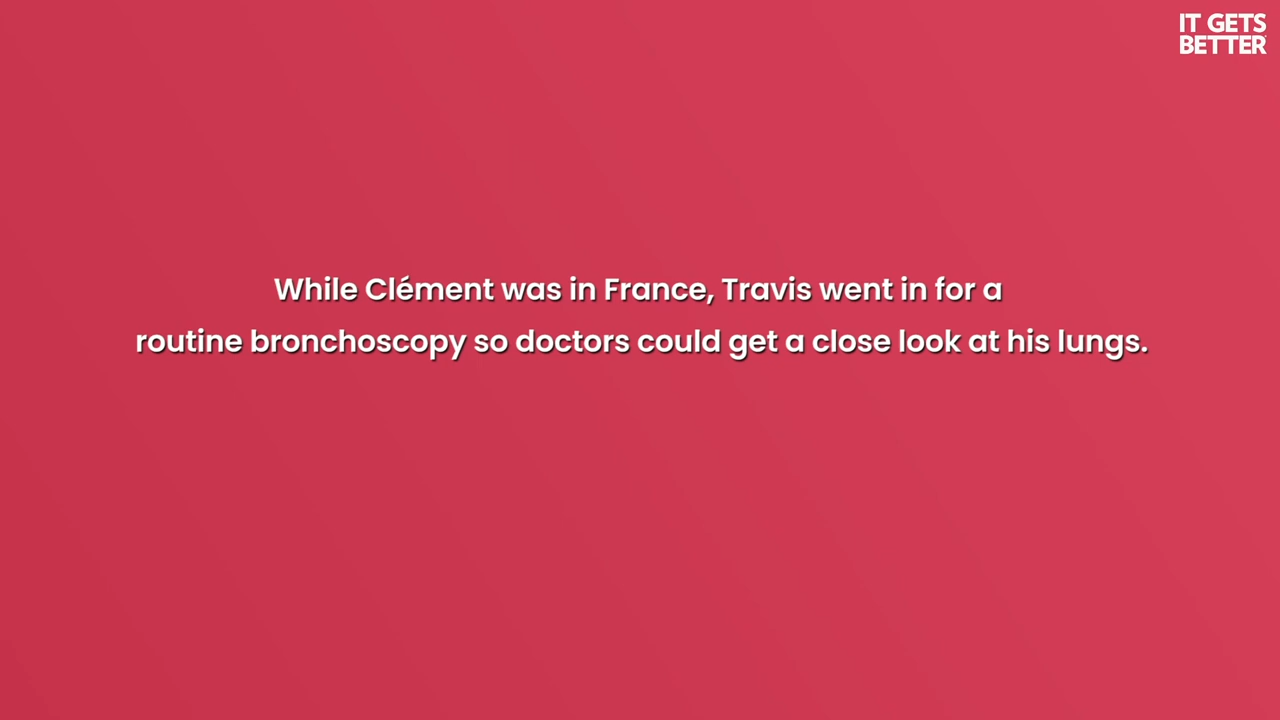 IT GETS
BETTER
While Clément was in France, Travis went in for a
routine bronchoscopy so doctors could get a close look at his lungs.